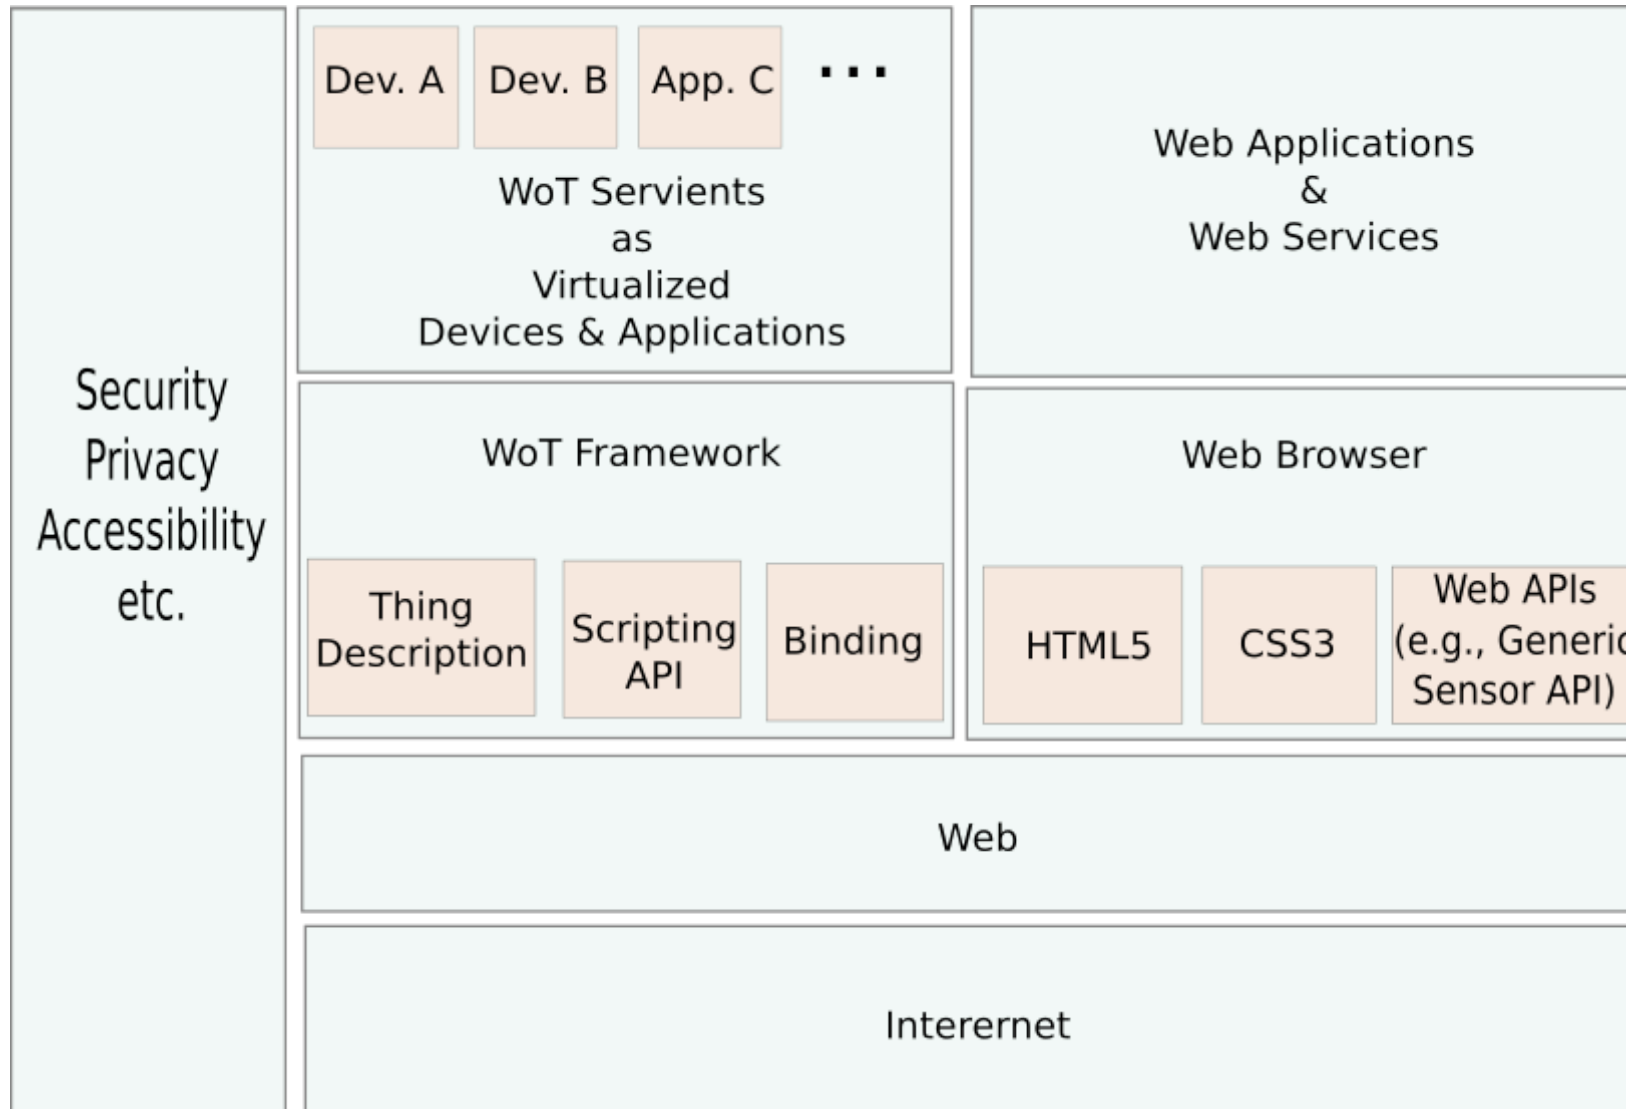 Security
Privacy
Accessibility
etc.
Dev. A
Dev. B
App. C
...
WoT Servients
as
Virtualized
Devices & Applications
Web Applications
&
Web Services
WoT Framework
Thing
Description
Scripting
API
Binding
Web Browser
HTML5
CSS3
Web APIs
(e.g., Generic
Sensor API)
Web
Interernet